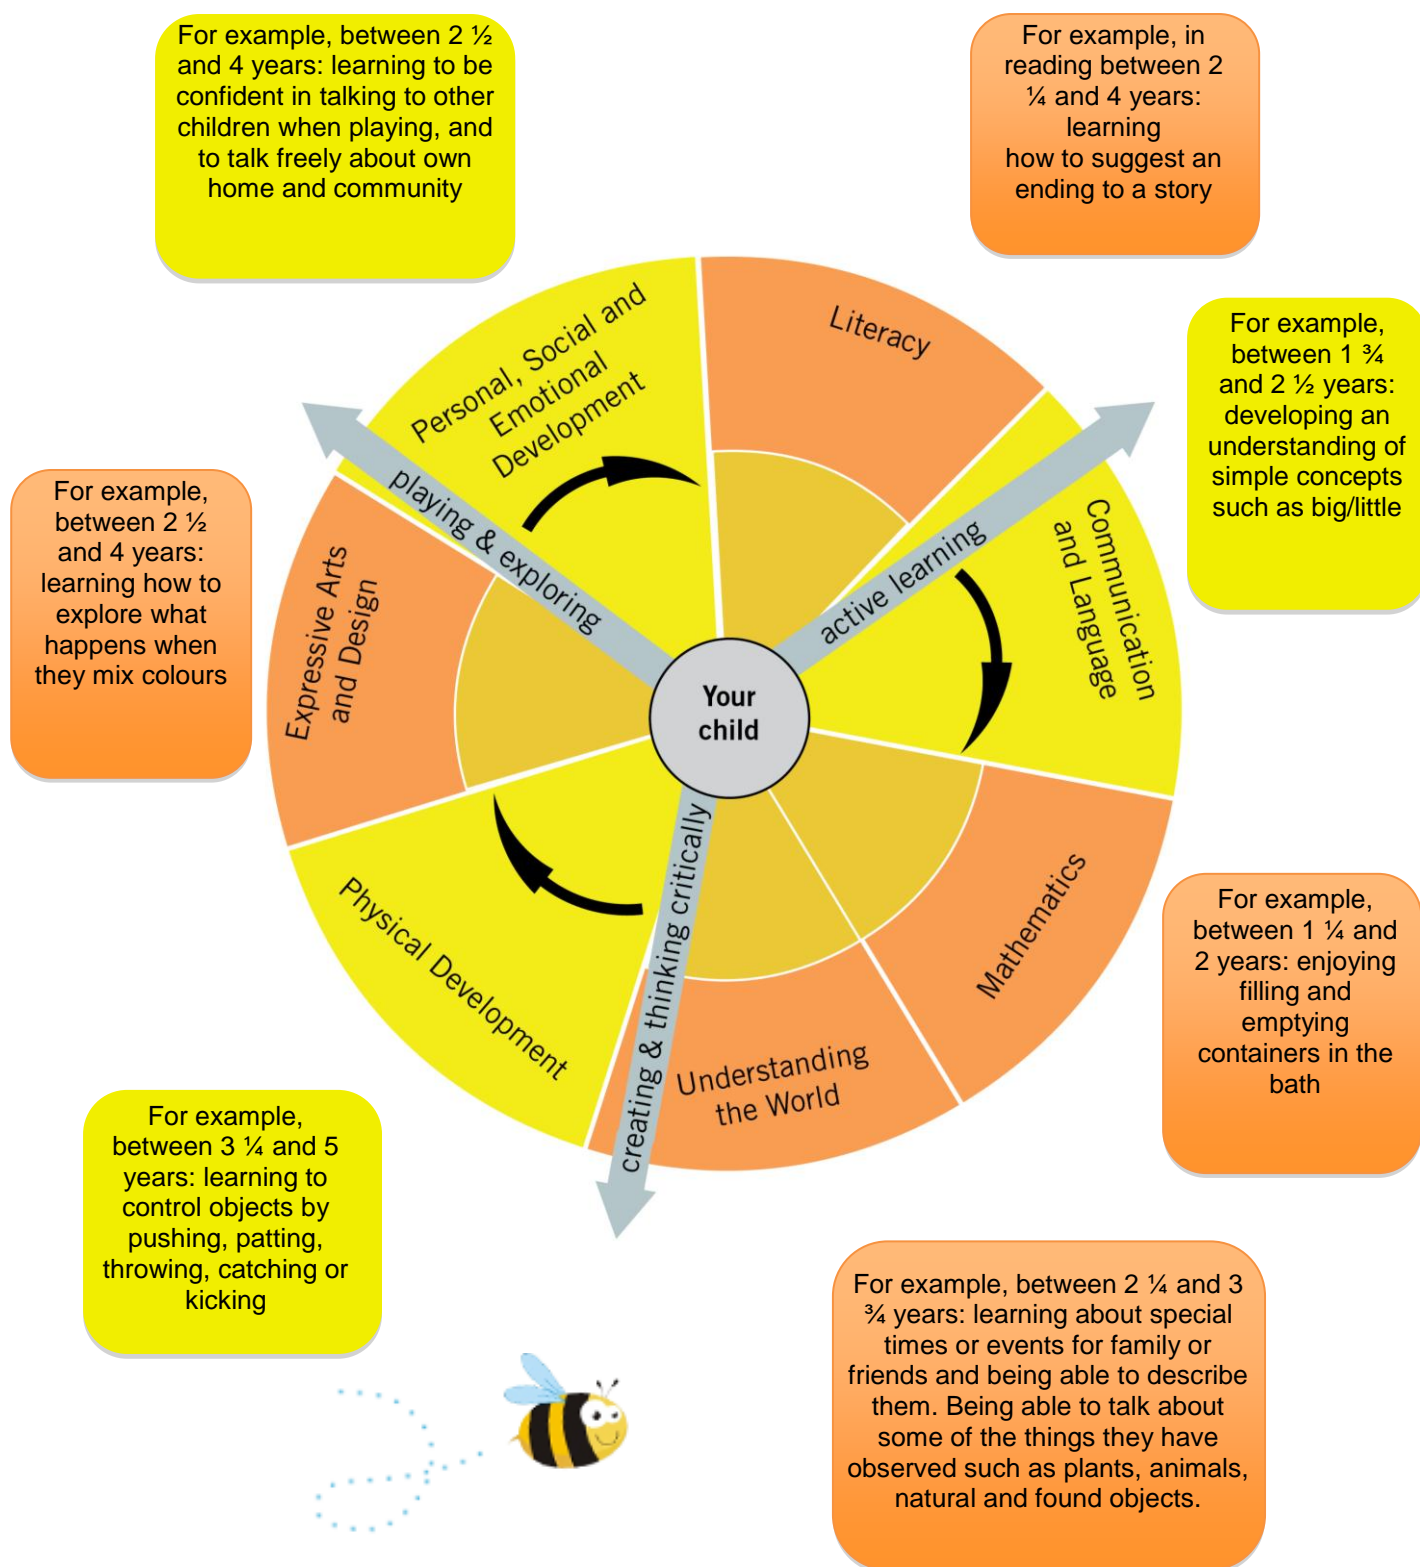 For example, between 2 ½
and 4 years: learning to be
confident in talking to other
children when playing, and
to talk freely about own
home and community
For example, in
reading between 2
¼ and 4 years:
learning
how to suggest an
ending to a story
For example,
between 1 ¾
and 2 ½ years:
developing an
understanding of
simple concepts
such as big/little
For example,
between 2 ½
and 4 years:
learning how to
explore what
happens when
they mix colours
Personal, Social and
Emotional
Development
Literacy
Communication
and Language
Mathematics
Understanding
the World
Physical Development
Expressive Arts
and Design
playing & exploring
active learning
creating & thinking critically
Your
child
For example,
between 1 ¼ and
2 years: enjoying
filling and
emptying
containers in the
bath
For example,
between 3 ¼ and 5
years: learning to
control objects by
pushing, patting,
throwing, catching or
kicking
For example, between 2 ¼ and 3
¾ years: learning about special
times or events for family or
friends and being able to describe
them. Being able to talk about
some of the things they have
observed such as plants, animals,
natural and found objects.